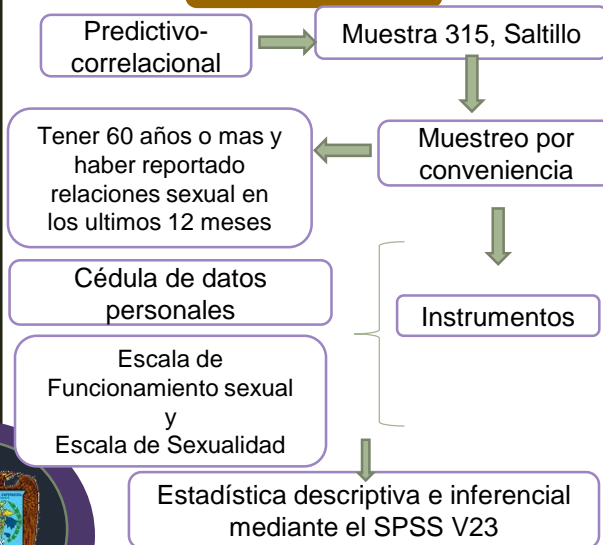 Predictivo-
correlacional
Muestra 315, Saltillo
Muestreo por
conveniencia
Tener 60 años o mas y
haber reportado
relaciones sexual en
los ultimos 12 meses
Instrumentos
Cédula de datos
personales
Escala de
Funcionamiento sexual
y
Escala de Sexualidad
Estadística descriptiva e inferencial
mediante el SPSS V23